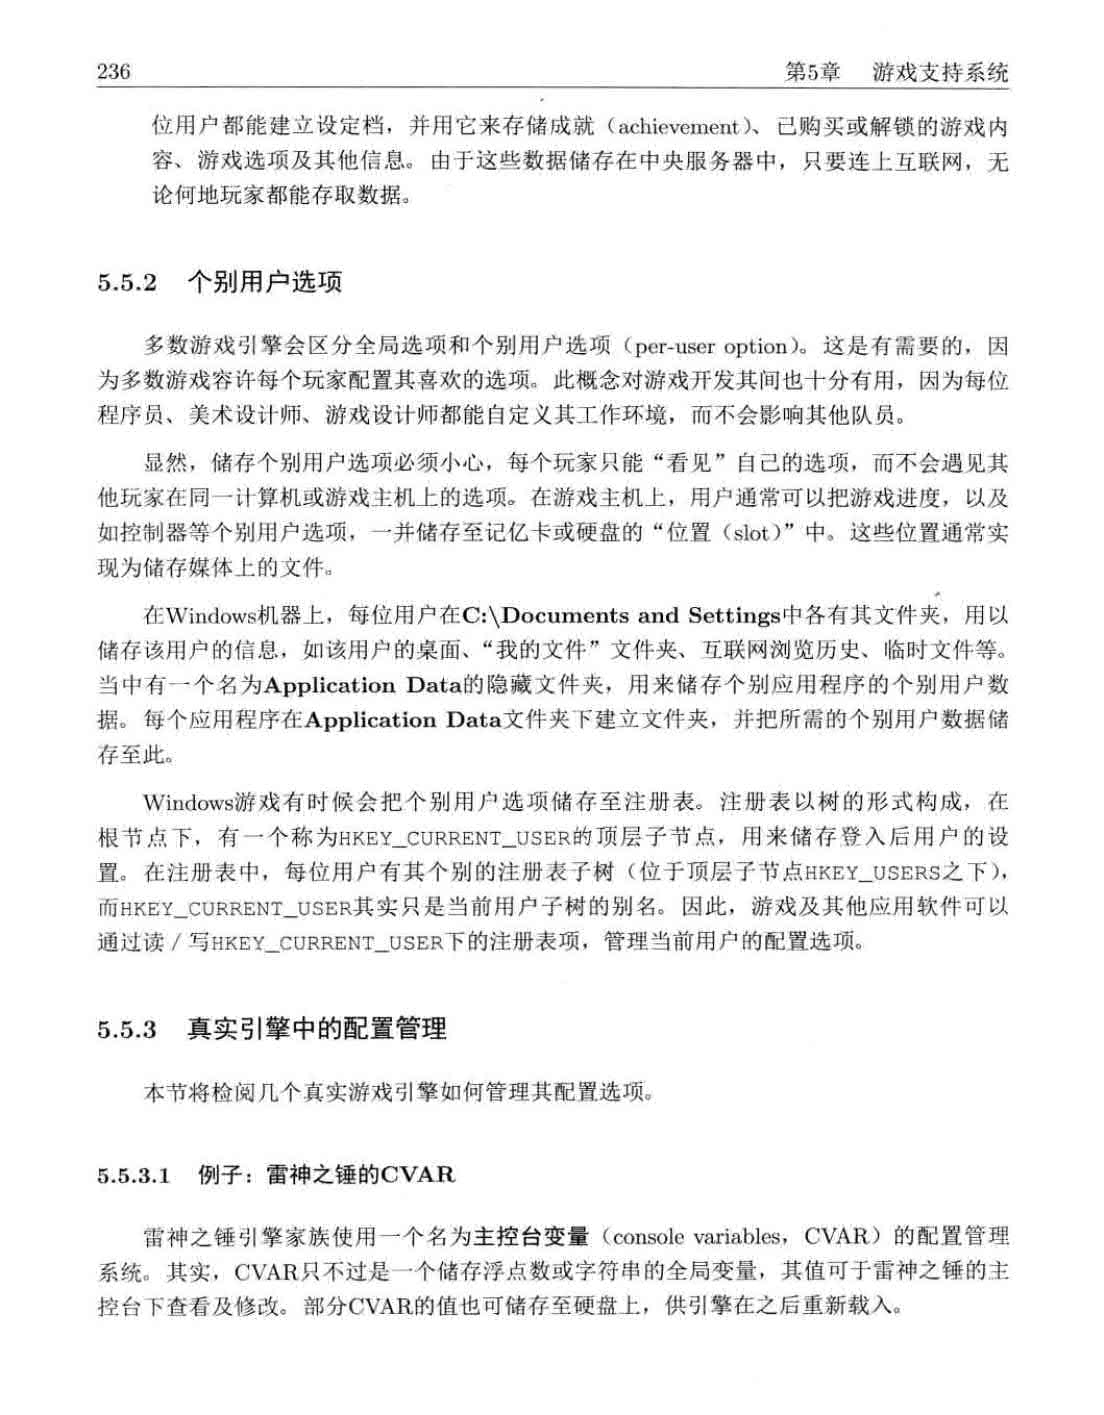 236 第5章 游戏支持系统
位用户都能建立设定档，并用它来存储成就（achievement）、己购买或解锁的游戏内
容、游戏选项及其他信息。由于这些数据储存在中央服务器中，只要连上互联网，无
论何地玩家都能存取数据。
5.5.2 个别用户选项
多数游戏引擎会区分全局选项和个别用户选项（per-user option）。这是有需要的，因
为多数游戏容许每个玩家配置其喜欢的选项。此概念对游戏开发其间也十分有用，因为每位
程序员、美术设计师、游戏设计师都能自定义其工作环境，而不会影响其他队员。
显然，储存个别用户选项必须小心，每个玩家只能“看见”自己的选项，而不会遇见其
他玩家在同一计算机或游戏主机上的选项。在游戏主机上，用户通常可以把游戏进度，以及
如控制器等个别用户选项，一并储存至记忆卡或硬盘的“位置（slot）”中。这些位置通常实
现为储存媒体上的文件。
在Windows机器上，每位用户在C:\Documents and Settings中各有其文件夹，用以
储存该用户的信息，如该用户的桌面、“我的文件”文件夹、互联网浏览历史、临时文件等。
当中有一个名为Application Data的隐藏文件夹，用来储存个别应用程序的个别用户数
据。每个应用程序在Application Data文件夹下建立文件夹，并把所需的个别用户数据储
存至此。
Windows游戏有时候会把个别用户选项储存至注册表。注册表以树的形式构成，在
根节点下，有一个称为HKEY_CURRENT_USER的顶层子节点，用来储存登入后用户的设
置。在注册表中，每位用户有其个别的注册表子树（位于顶层子节点HKEY_USERS之下），
而HKEY_CURRENT_USER其实只是当前用户子树的别名。因此，游戏及其他应用软件可以
通过读 / 写HKEY_CURRENT_USER下的注册表项，管理当前用户的配置选项。
5.5.3 真实引擎中的配置管理
本节将检阅几个真实游戏引擎如何管理其配置选项。
5.5.3.1 例子：雷神之锤的CVAR
雷神之锤引擎家族使用一个名为主控台变量（console variables，CVAR）的配置管理
系统。其实，CVAR只不过是一个储存浮点数或字符串的全局变量，其值可于雷神之锤的主
控台下查看及修改。部分CVAR的值也可储存至硬盘上，供引擎在之后重新载入。